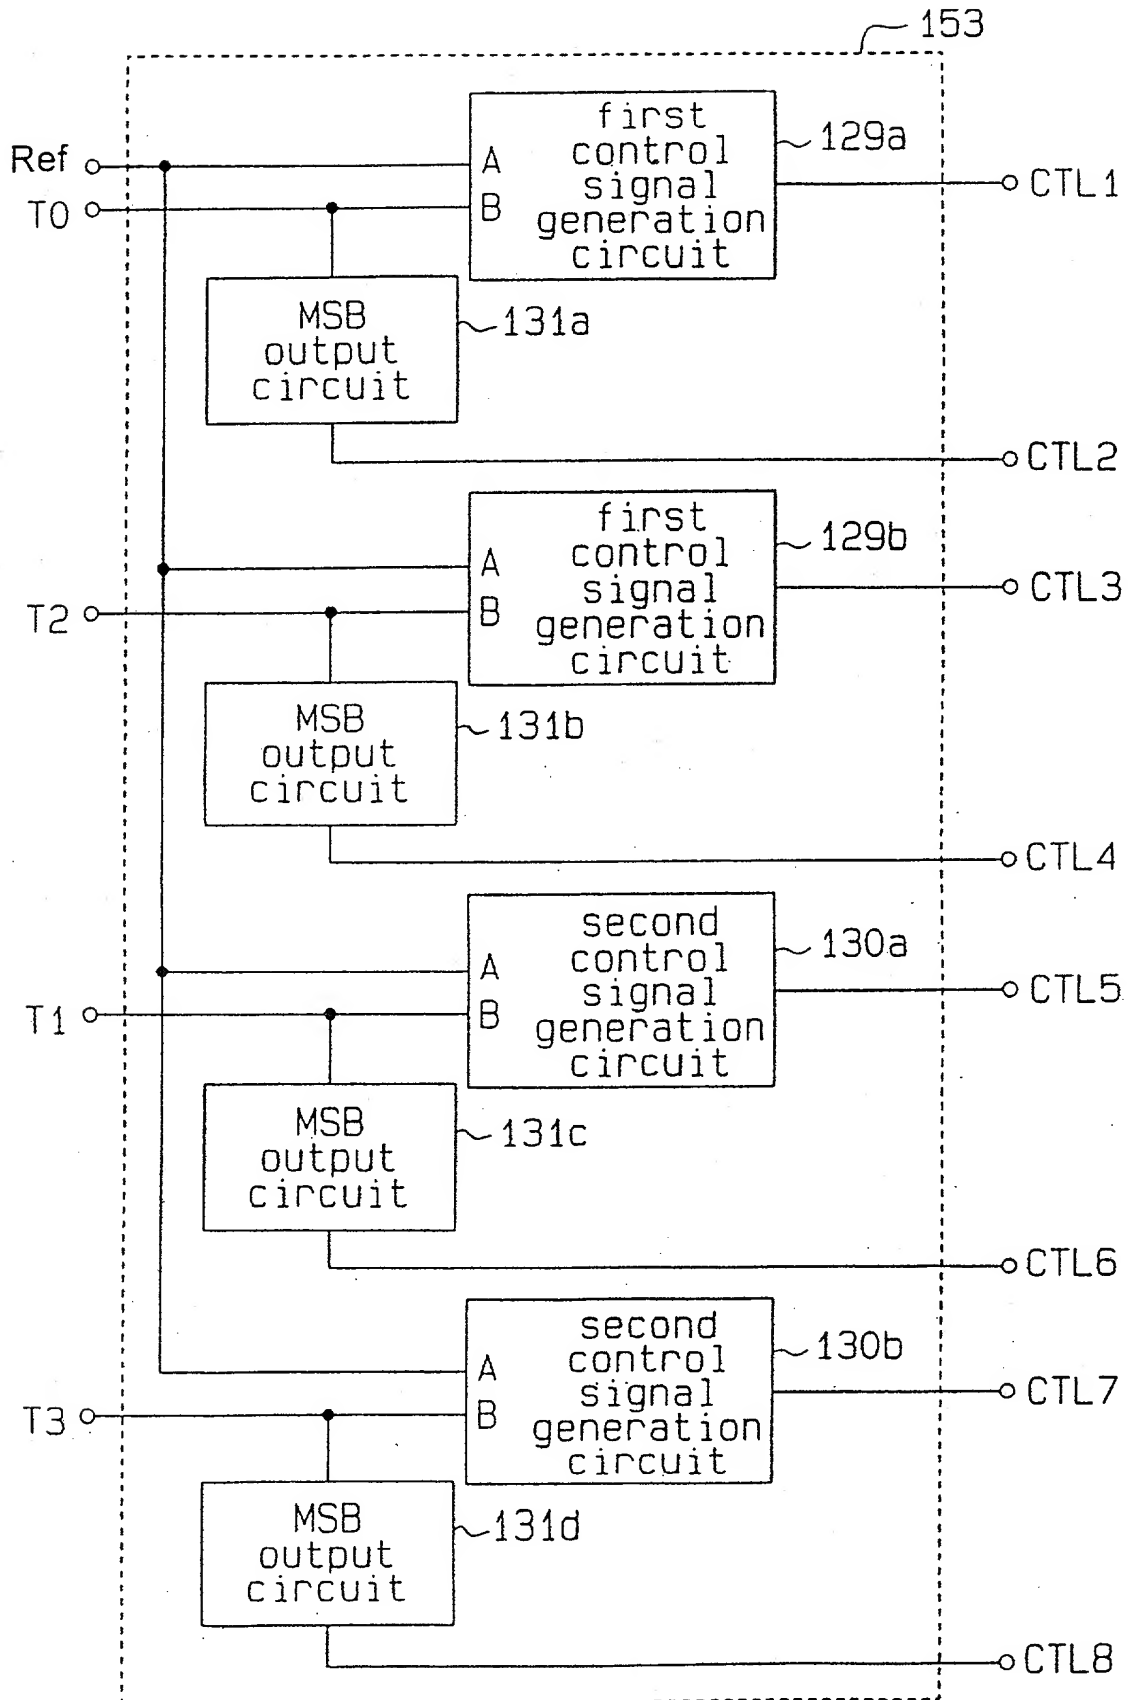 153
first
control
signal
generation
circuit
129a
Ref
A
CTL1
T0
B
MSB
output
circuit
131a
CTL2
first
control
signal
generation
circuit
129b
A
CTL3
T2
B
MSB
output
circuit
131b
CTL4
second
control
signal
generation
circuit
130a
A
CTL5
T1
B
MSB
output
circuit
131c
CTL6
second
control
signal
generation
circuit
130b
A
CTL7
T3
B
MSB
output
circuit
131d
CTL8